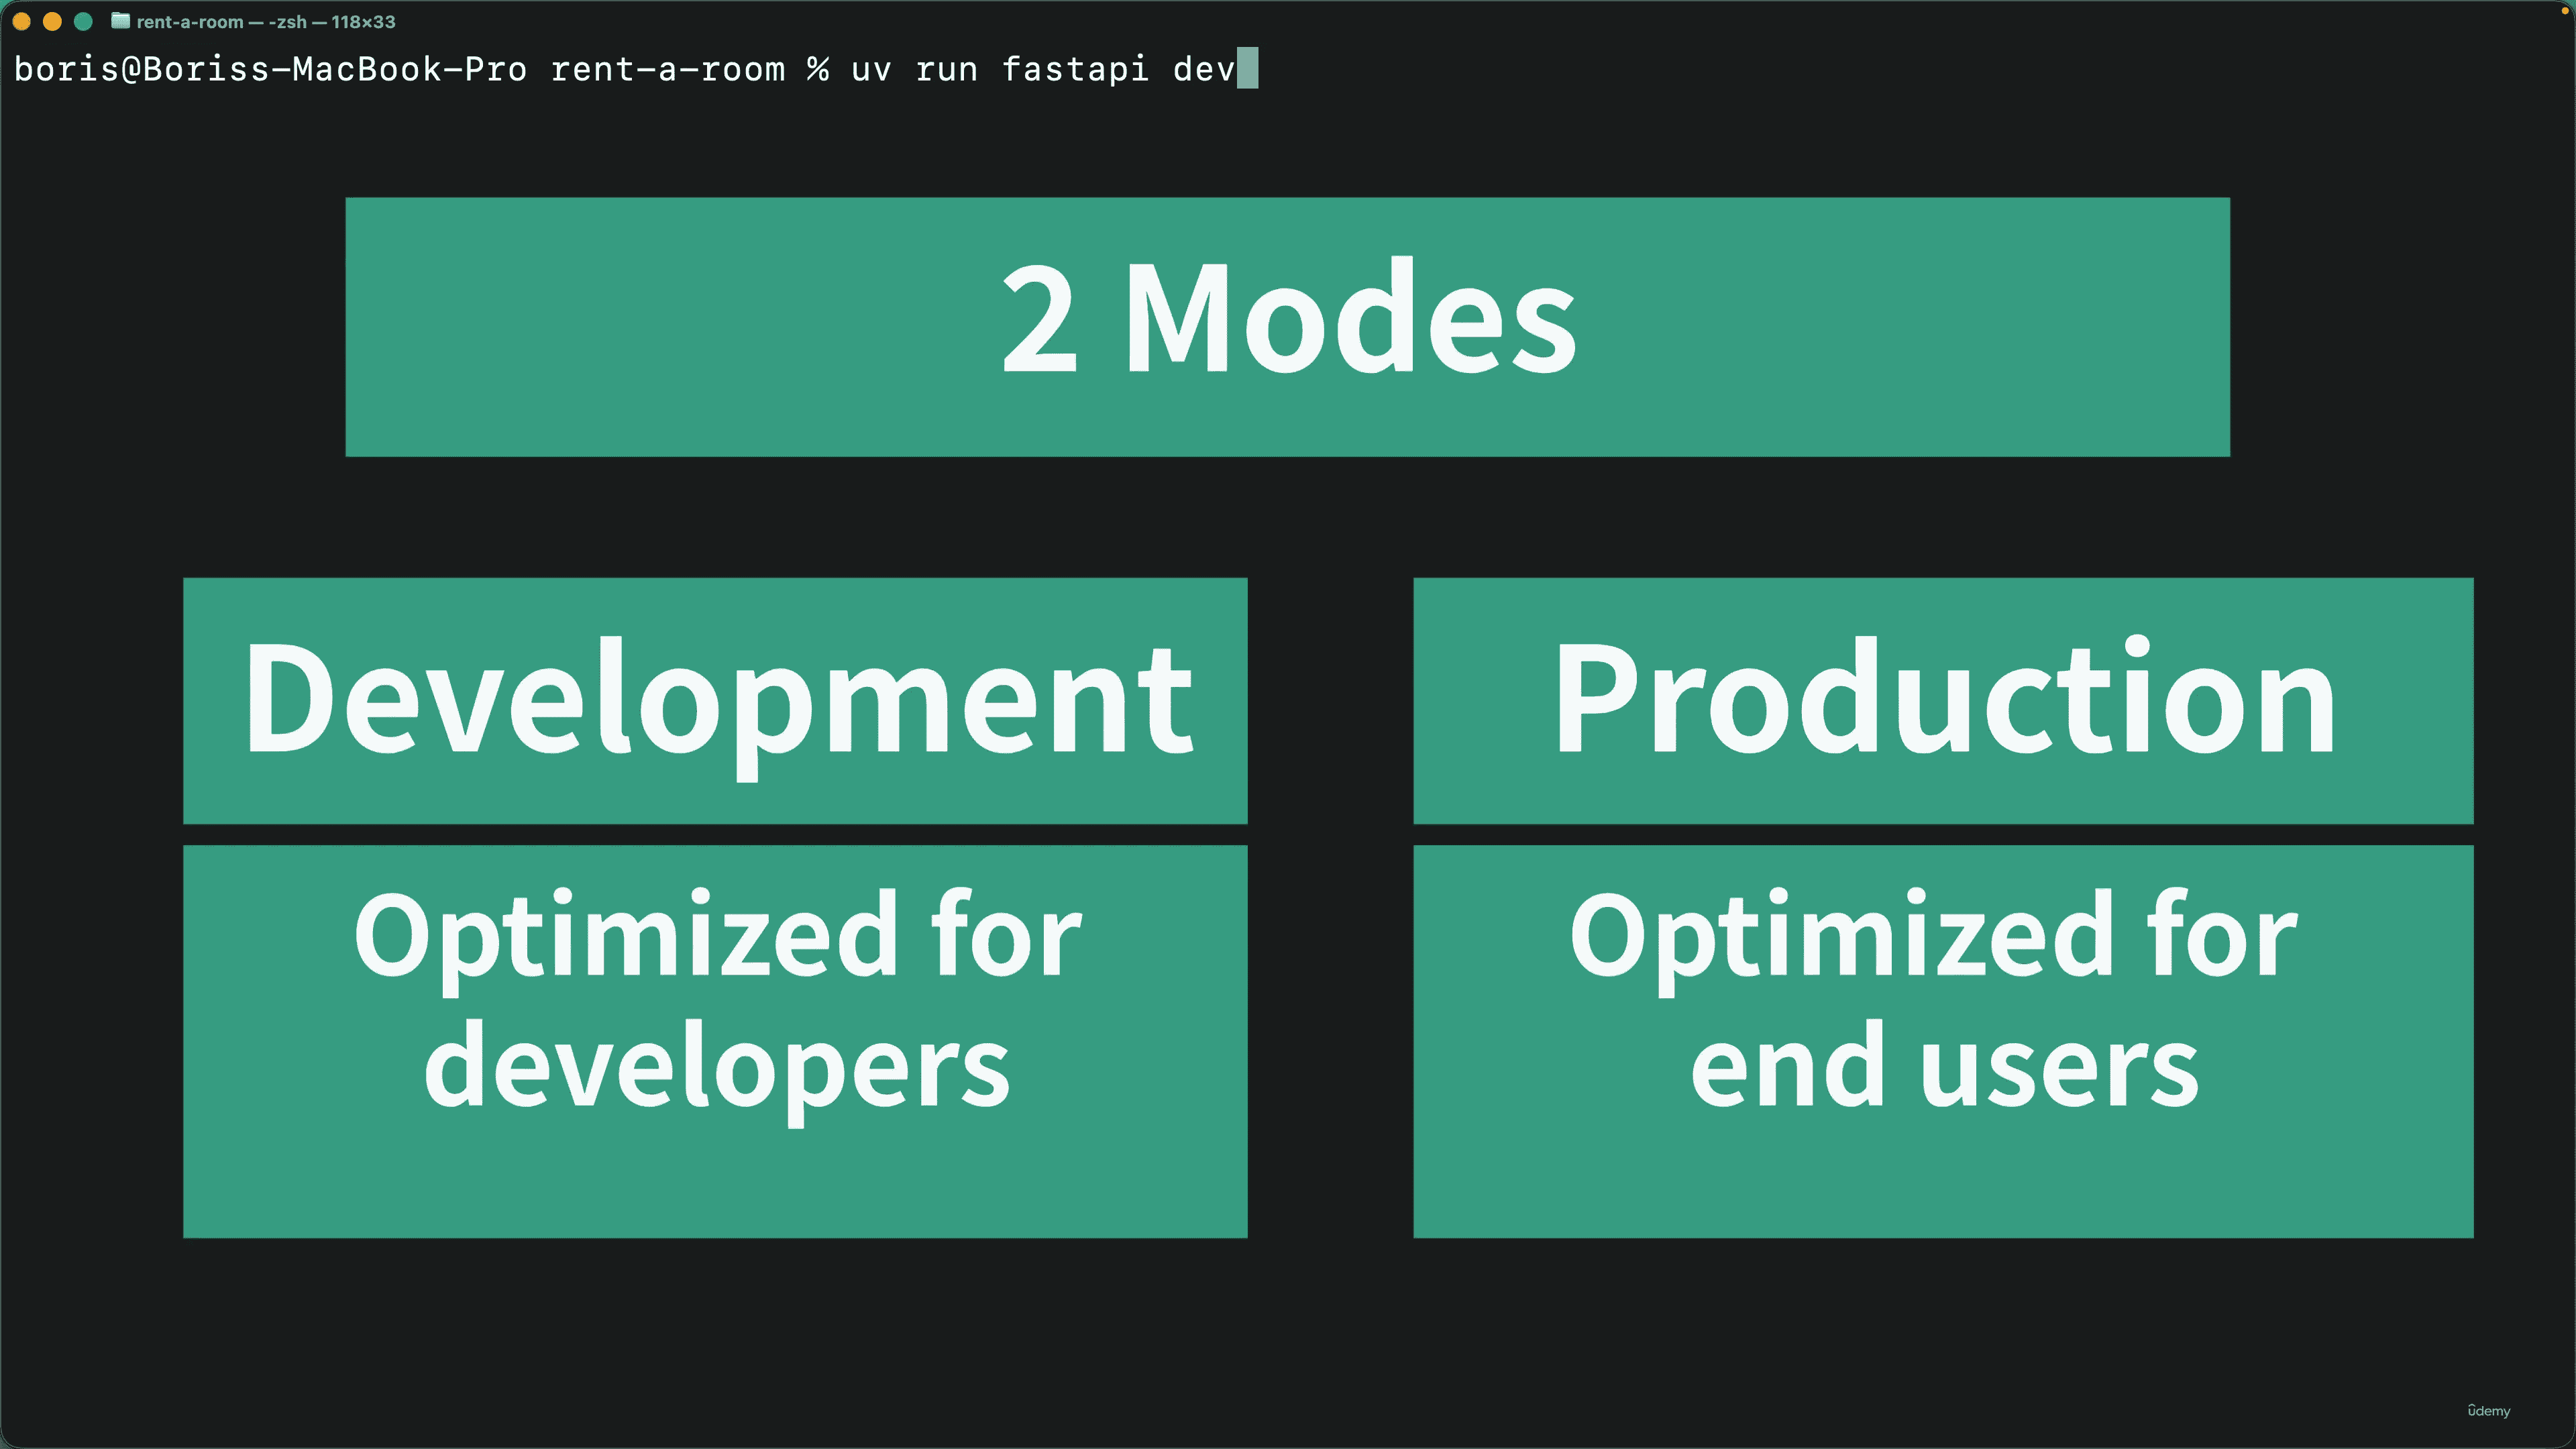 rent-a-room — -zsh — 118×33
boris@Boriss-MacBook-Pro rent-a-room % uv run fastapi dev
2 Modes
Development
Production
Optimized for
developers
Optimized for
end users
ûdemy